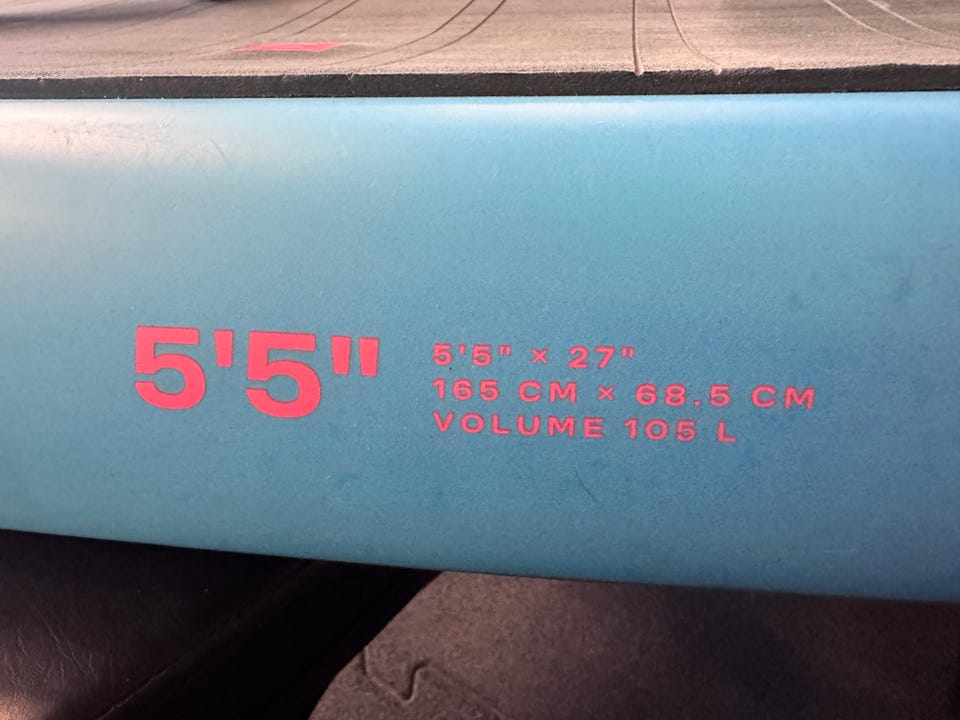 5'5"
5'5" × 27"
165 CM × 68.5 CM
VOLUME 105 L